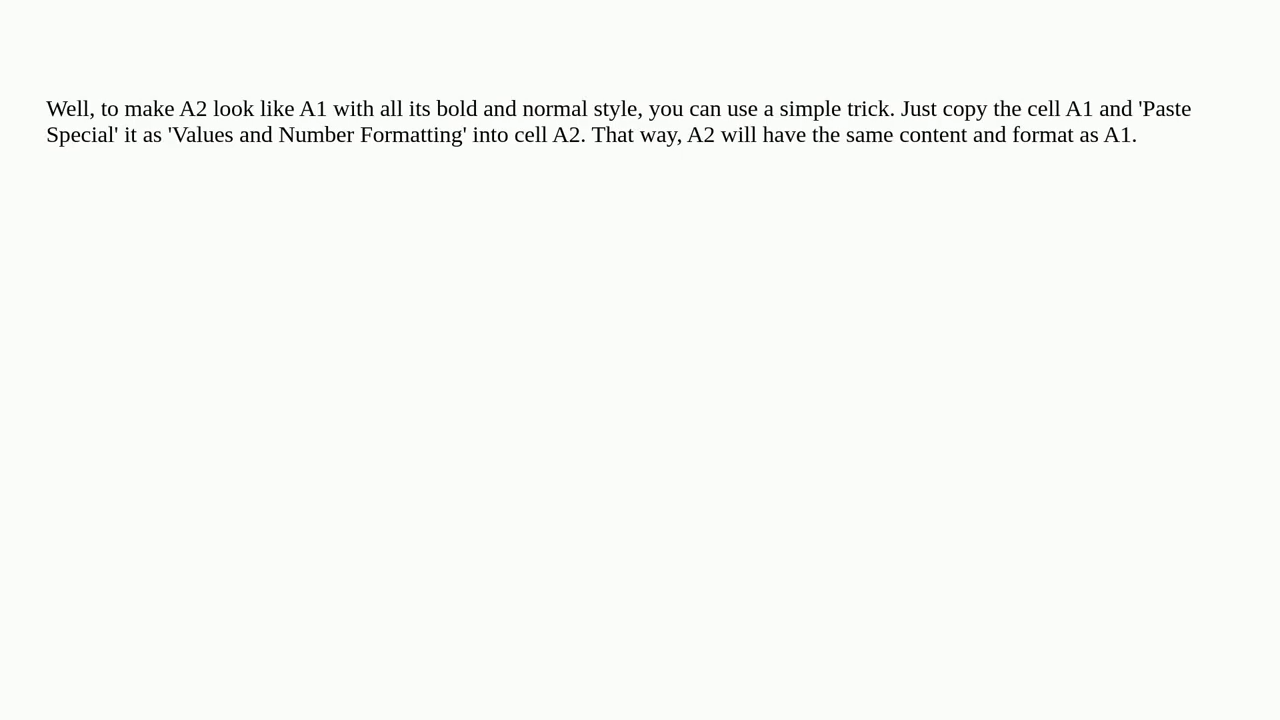 Well, to make A2 look like A1 with all its bold and normal style, you can use a simple trick. Just copy the cell A1 and 'Paste
Special' it as 'Values and Number Formatting' into cell A2. That way, A2 will have the same content and format as A1.